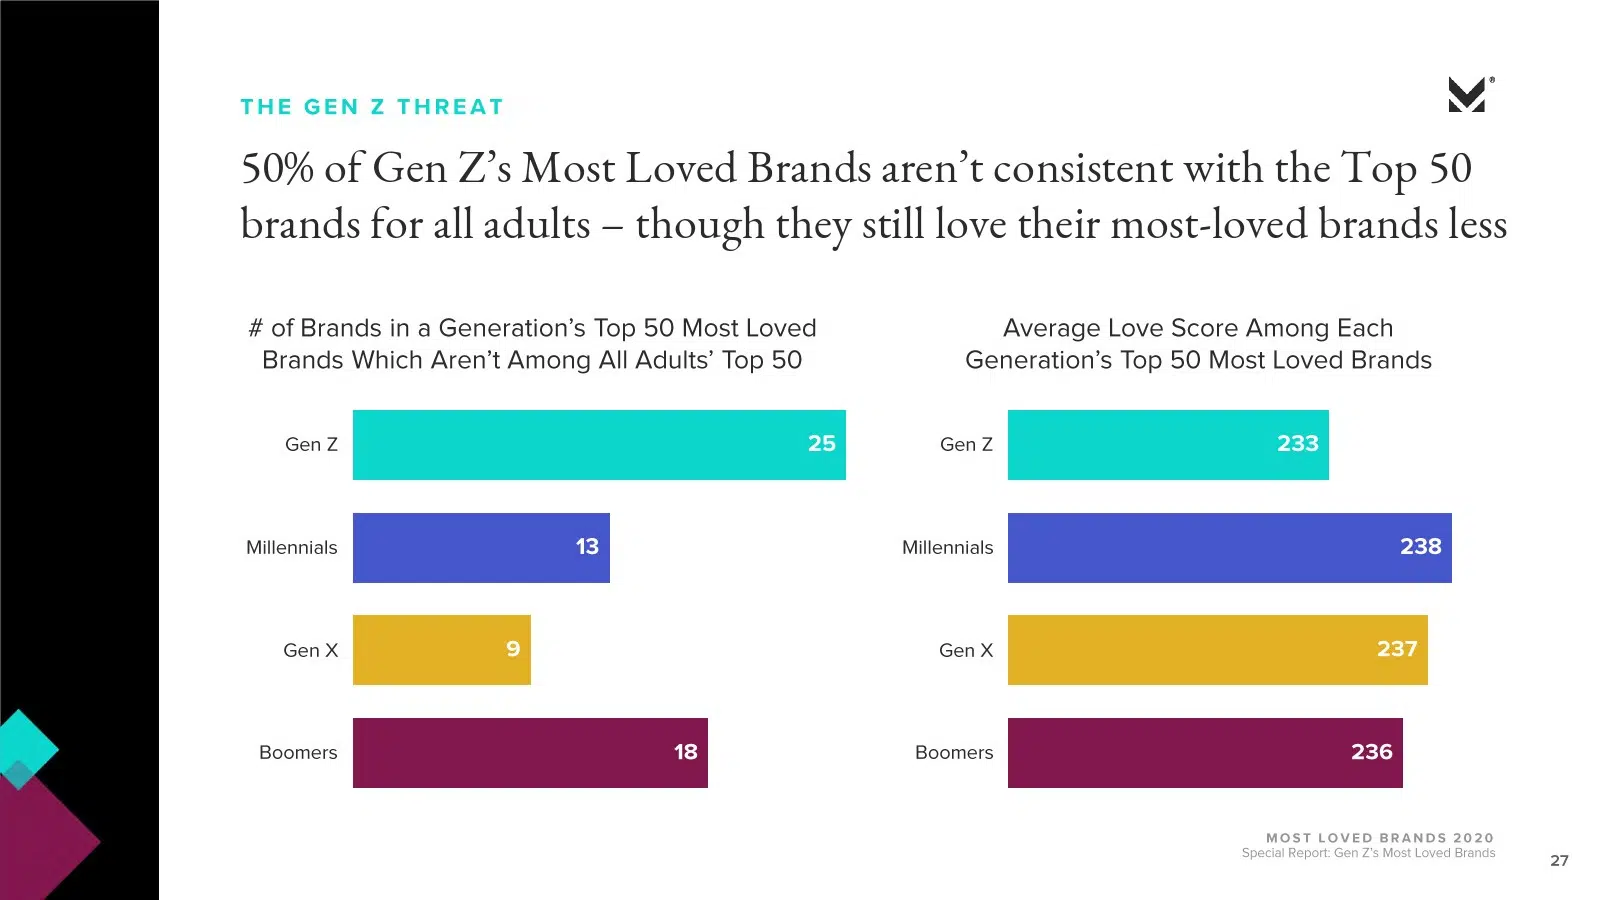 THE GEN Z THREAT
®
50% of Gen Z’s Most Loved Brands aren’t consistent with the Top 50
brands for all adults – though they still love their most-loved brands less
# of Brands in a Generation’s Top 50 Most Loved
Brands Which Aren’t Among All Adults’ Top 50
Gen Z 25
Millennials 13
Gen X 9
Boomers 18
Average Love Score Among Each
Generation’s Top 50 Most Loved Brands
Gen Z 233
Millennials 238
Gen X 237
Boomers 236
MOST LOVED BRANDS 2020
Special Report: Gen Z’s Most Loved Brands
27